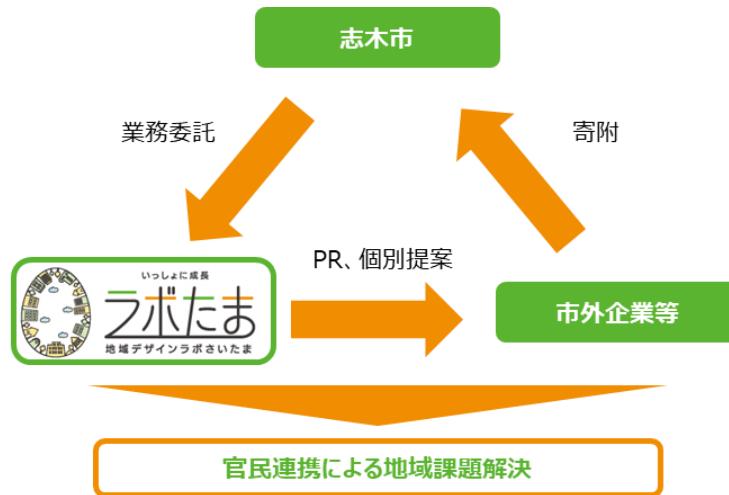 志木市
業務委託
寄附
PR、個別提案
いっしょに成長
ラボたま
地域デザインラボさいたま
市外企業等
官民連携による地域課題解決